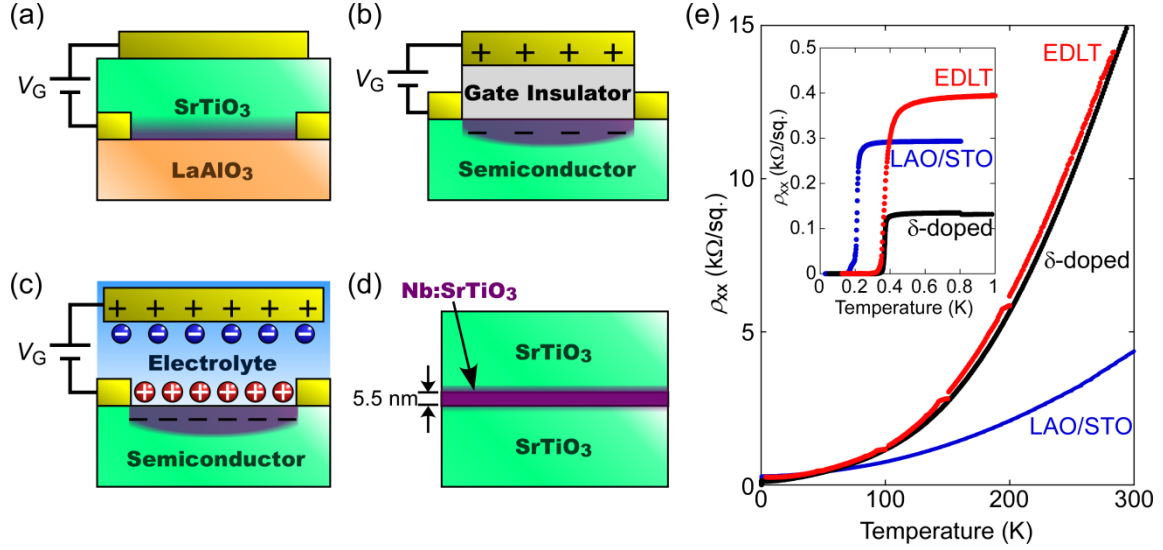 (a)
V_G
SrTiO₃
LaAlO₃
(b)
V_G
+ + + +
Gate Insulator
− − − −
Semiconductor
(c)
V_G
+ + + + + +
− − − − − −
Electrolyte
+ + + + + +
− − − − − −
Semiconductor
(d)
Nb:SrTiO₃
SrTiO₃
5.5 nm
SrTiO₃
(e)
ρxx (kΩ/sq.)
15
10
5
0
0 100 200 300
Temperature (K)
EDLT
δ-doped
LAO/STO
ρxx (kΩ/sq.)
0.5
0.4
0.3
0.2
0.1
0
0 0.2 0.4 0.6 0.8 1
Temperature (K)
EDLT
LAO/STO
δ-doped